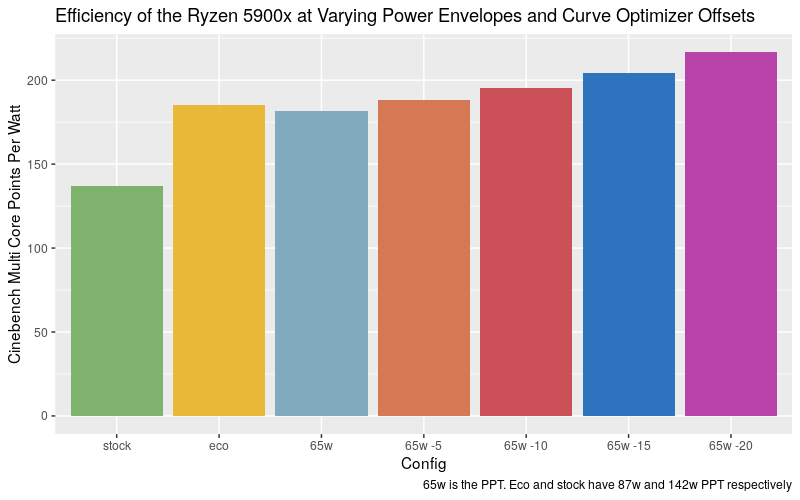 Efficiency of the Ryzen 5900x at Varying Power Envelopes and Curve Optimizer Offsets
Cinebench Multi Core Points Per Watt
200
150
100
50
0
stock eco 65w 65w -5 65w -10 65w -15 65w -20
Config
65w is the PPT. Eco and stock have 87w and 142w PPT respectively